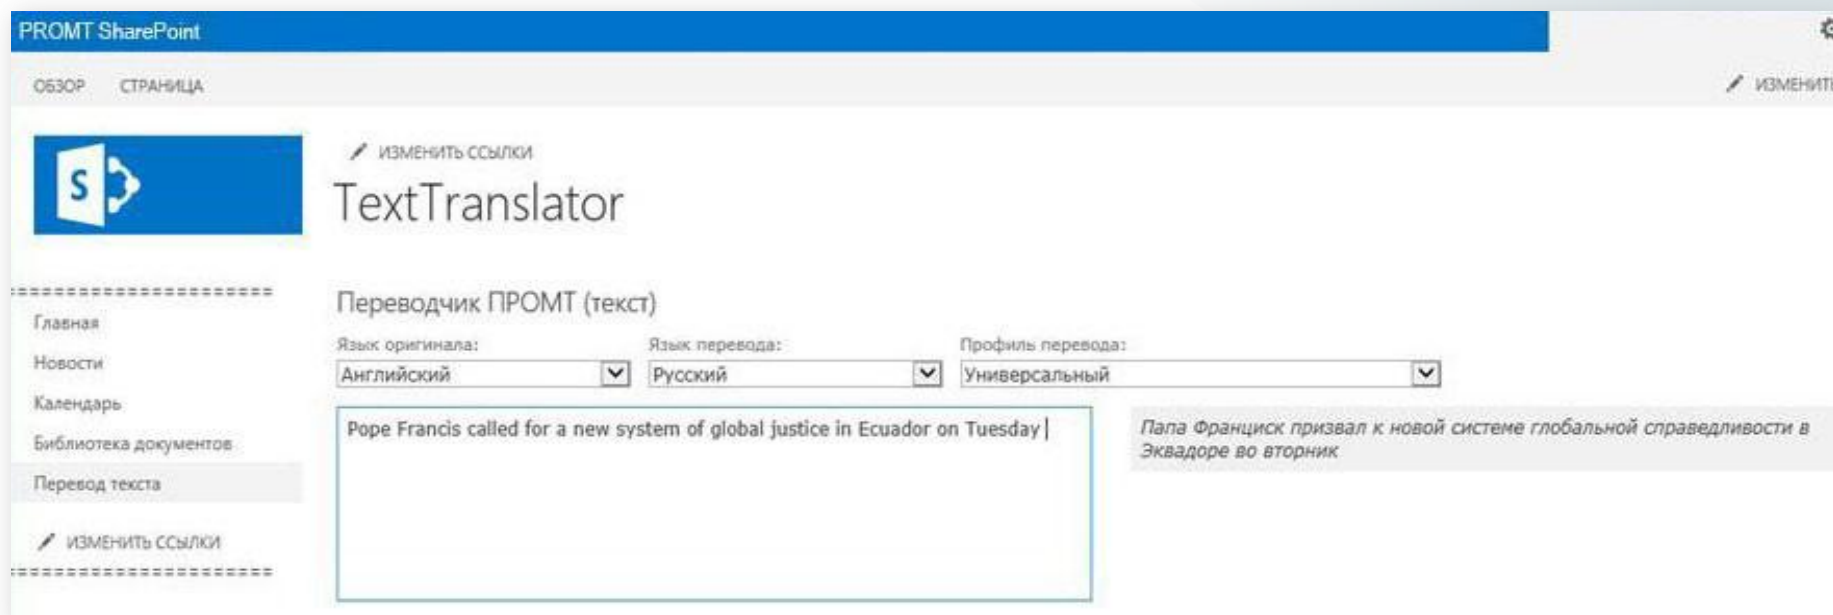 PROMT SharePoint
ОБЗОР СТРАНИЦА ИЗМЕНИТЬ
S
ИЗМЕНИТЬ ССЫЛКИ
TextTranslator
Переводчик ПРОМТ (текст)
Язык оригинала: Язык перевода: Профиль перевода:
Английский Русский Универсальный
Pope Francis called for a new system of global justice in Ecuador on Tuesday
Папа Франциск призвал к новой системе глобальной справедливости в
Эквадоре во вторник
Главная
Новости
Календарь
Библиотека документов
Перевод текста
ИЗМЕНИТЬ ССЫЛКИ